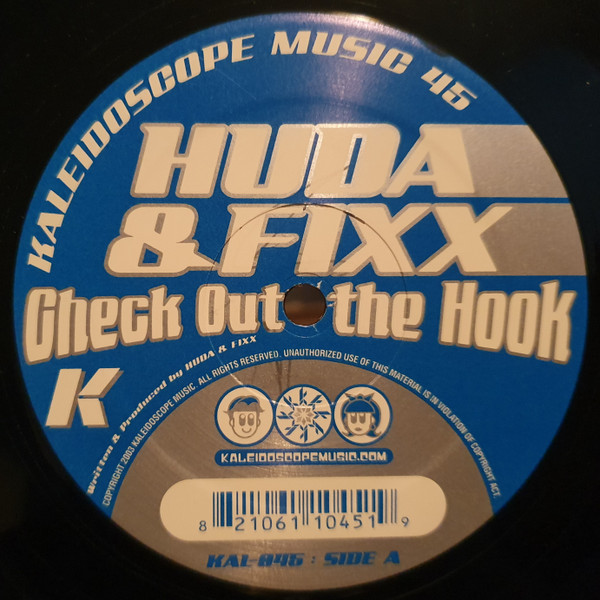 KALEIDOSCOPE MUSIC 45
HUDA
& FIXX
Check Out the Hook
K
Written & Produced by HUDA & FIXX
COPYRIGHT 2003 KALEIDOSCOPE MUSIC. ALL RIGHTS RESERVED. UNAUTHORIZED USE OF THIS MATERIAL IS IN VIOLATION OF COPYRIGHT ACT.
KALEIDOSCOPEMUSIC.COM
8 21061 10451 9
KAL-045 : SIDE A